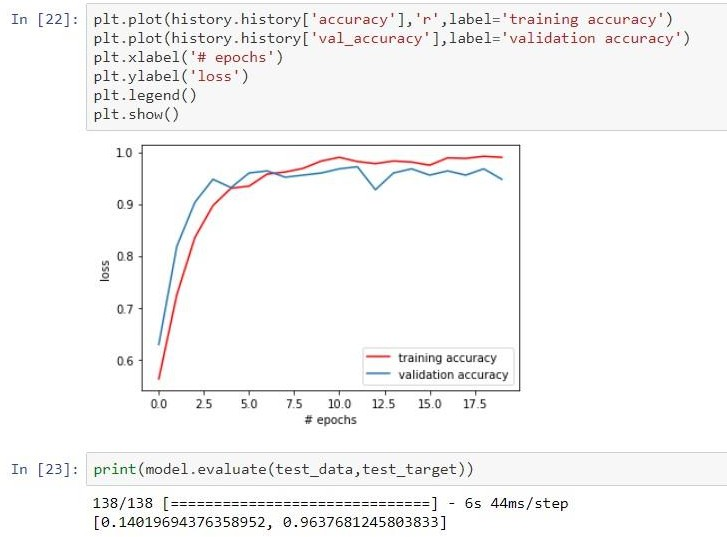 In [22]: plt.plot(history.history['accuracy'],'r',label='training accuracy')
plt.plot(history.history['val_accuracy'],label='validation accuracy')
plt.xlabel('# epochs')
plt.ylabel('loss')
plt.legend()
plt.show()
1.0
0.9
0.8
0.7
0.6
loss
training accuracy
validation accuracy
0.0 2.5 5.0 7.5 10.0 12.5 15.0 17.5
# epochs
In [23]: print(model.evaluate(test_data,test_target))
138/138 [==============================] - 6s 44ms/step
[0.14019694376358952, 0.9637681245803833]